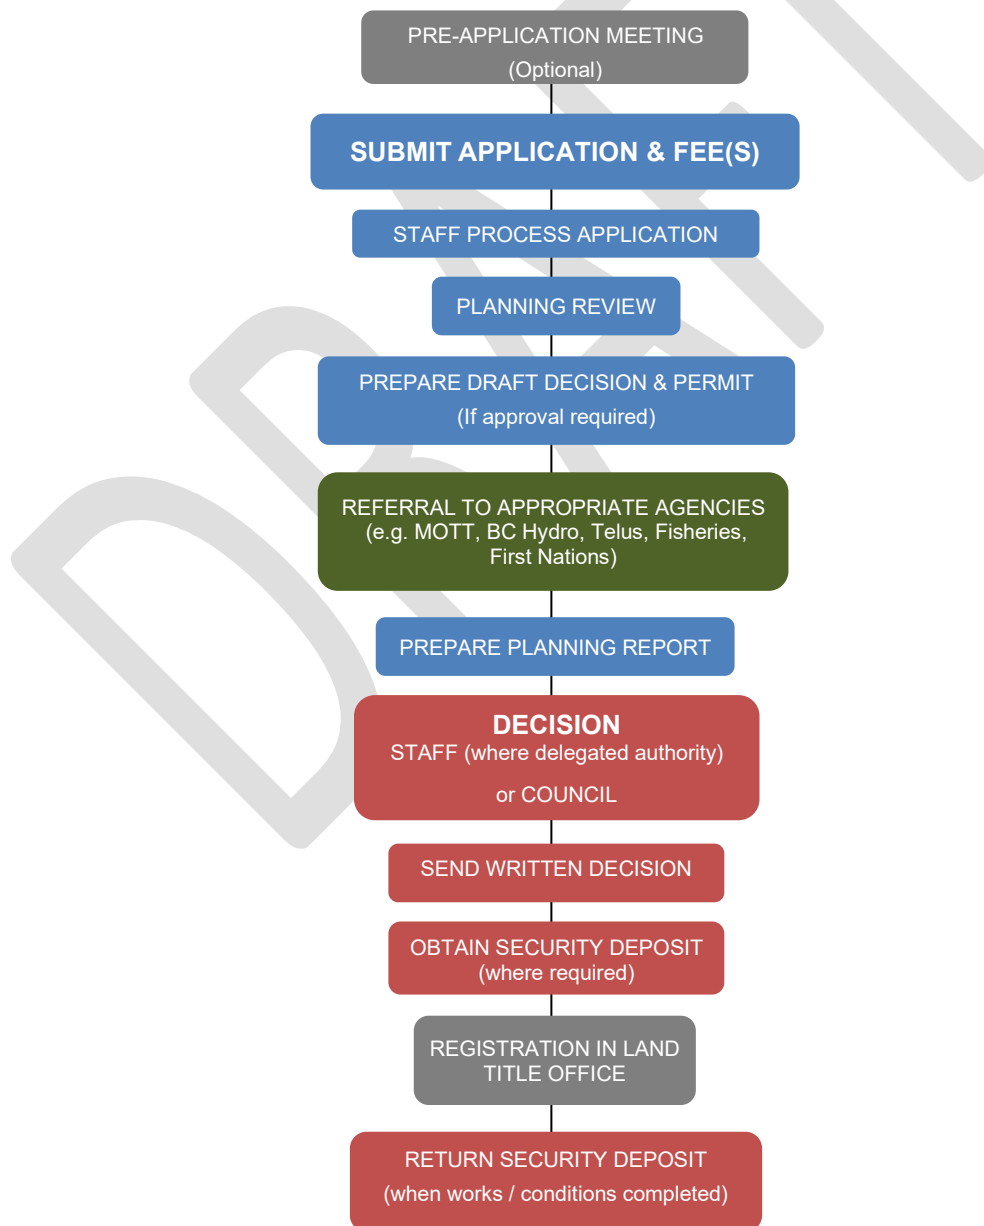 PRE-APPLICATION MEETING
(Optional)
SUBMIT APPLICATION & FEE(S)
STAFF PROCESS APPLICATION
PLANNING REVIEW
PREPARE DRAFT DECISION & PERMIT
(If approval required)
REFERRAL TO APPROPRIATE AGENCIES
(e.g. MOTT, BC Hydro, Telus, Fisheries,
First Nations)
PREPARE PLANNING REPORT
DECISION
STAFF (where delegated authority)
or COUNCIL
SEND WRITTEN DECISION
OBTAIN SECURITY DEPOSIT
(where required)
REGISTRATION IN LAND
TITLE OFFICE
RETURN SECURITY DEPOSIT
(when works / conditions completed)
DRAFT